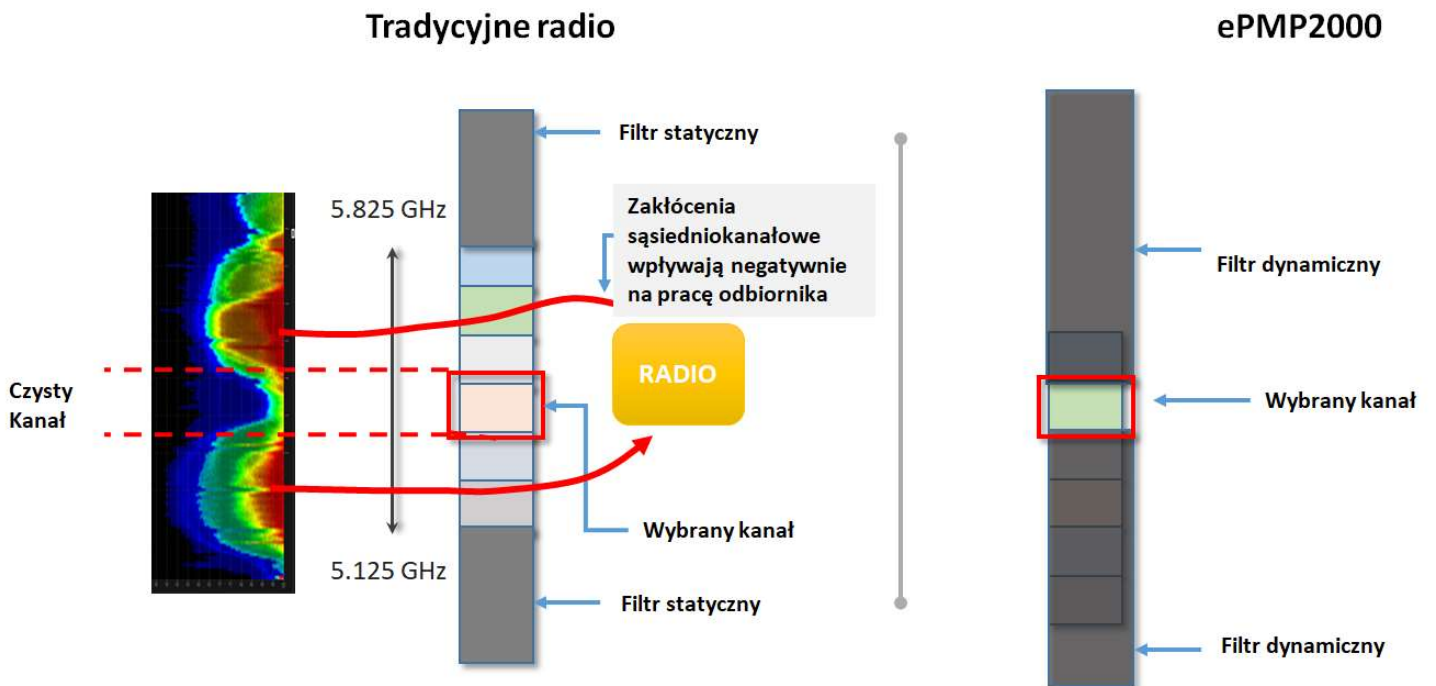 Tradycyjne radio
ePMP2000
Filtr statyczny
5.825 GHz
Zakłócenia
sąsiedniokanałowe
wpływają negatywnie
na pracę odbiornika
Filtr dynamiczny
RADIO
Czysty
Kanał
Wybrany kanał
Wybrany kanał
5.125 GHz
Filtr statyczny
Filtr dynamiczny